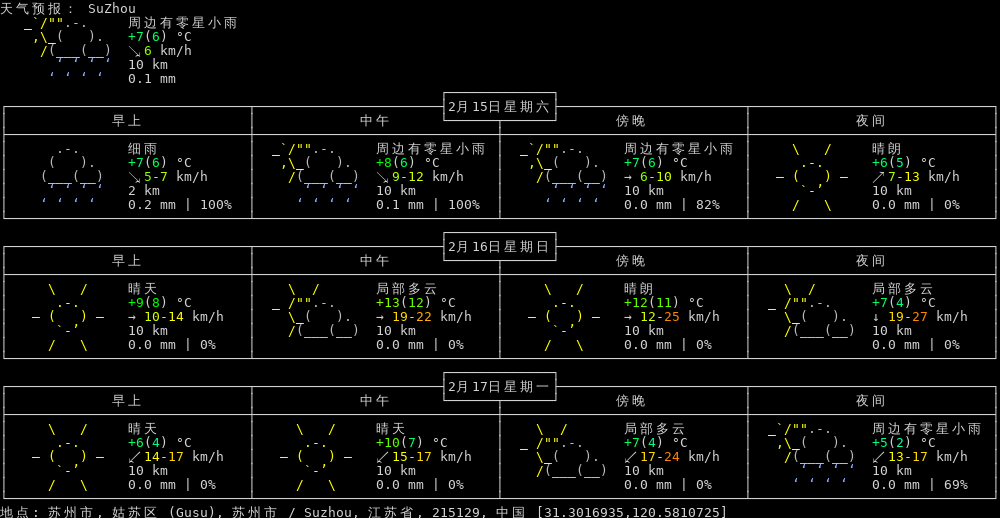 天气预报： SuZhou
周边有零星小雨
+7(6) °C
↘ 6 km/h
10 km
0.1 mm
2月15日星期六
早上 中午 傍晚 夜间
细雨 周边有零星小雨 周边有零星小雨 晴朗
+7(6) °C +8(6) °C +7(6) °C +6(5) °C
↘ 5-7 km/h ↘ 9-12 km/h → 6-10 km/h ↗ 7-13 km/h
2 km 10 km 10 km 10 km
0.2 mm | 100% 0.1 mm | 100% 0.0 mm | 82% 0.0 mm | 0%
2月16日星期日
早上 中午 傍晚 夜间
晴天 局部多云 晴朗 局部多云
+9(8) °C +13(12) °C +12(11) °C +7(4) °C
→ 10-14 km/h → 19-22 km/h → 12-25 km/h ↓ 19-27 km/h
10 km 10 km 10 km 10 km
0.0 mm | 0% 0.0 mm | 0% 0.0 mm | 0% 0.0 mm | 0%
2月17日星期一
早上 中午 傍晚 夜间
晴天 晴天 局部多云 周边有零星小雨
+6(4) °C +10(7) °C +7(4) °C +5(2) °C
↙ 14-17 km/h ↙ 15-17 km/h ↙ 17-24 km/h ↙ 13-17 km/h
10 km 10 km 10 km 10 km
0.0 mm | 0% 0.0 mm | 0% 0.0 mm | 0% 0.0 mm | 69%
地点: 苏州市, 姑苏区 (Gusu), 苏州市 / Suzhou, 江苏省, 215129, 中国 [31.3016935,120.5810725]